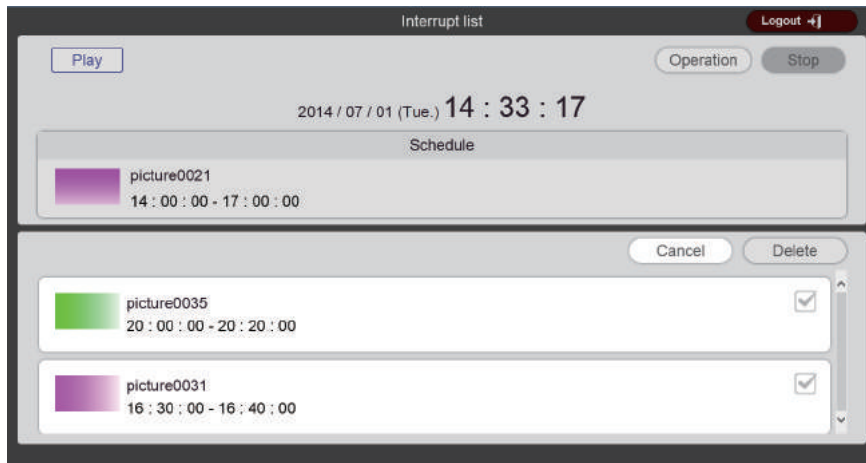 Interrupt list
Logout
Play
Operation
Stop
2014 / 07 / 01 (Tue.) 14 : 33 : 17
Schedule
picture0021
14 : 00 : 00 - 17 : 00 : 00
Cancel
Delete
picture0035
20 : 00 : 00 - 20 : 20 : 00
picture0031
16 : 30 : 00 - 16 : 40 : 00